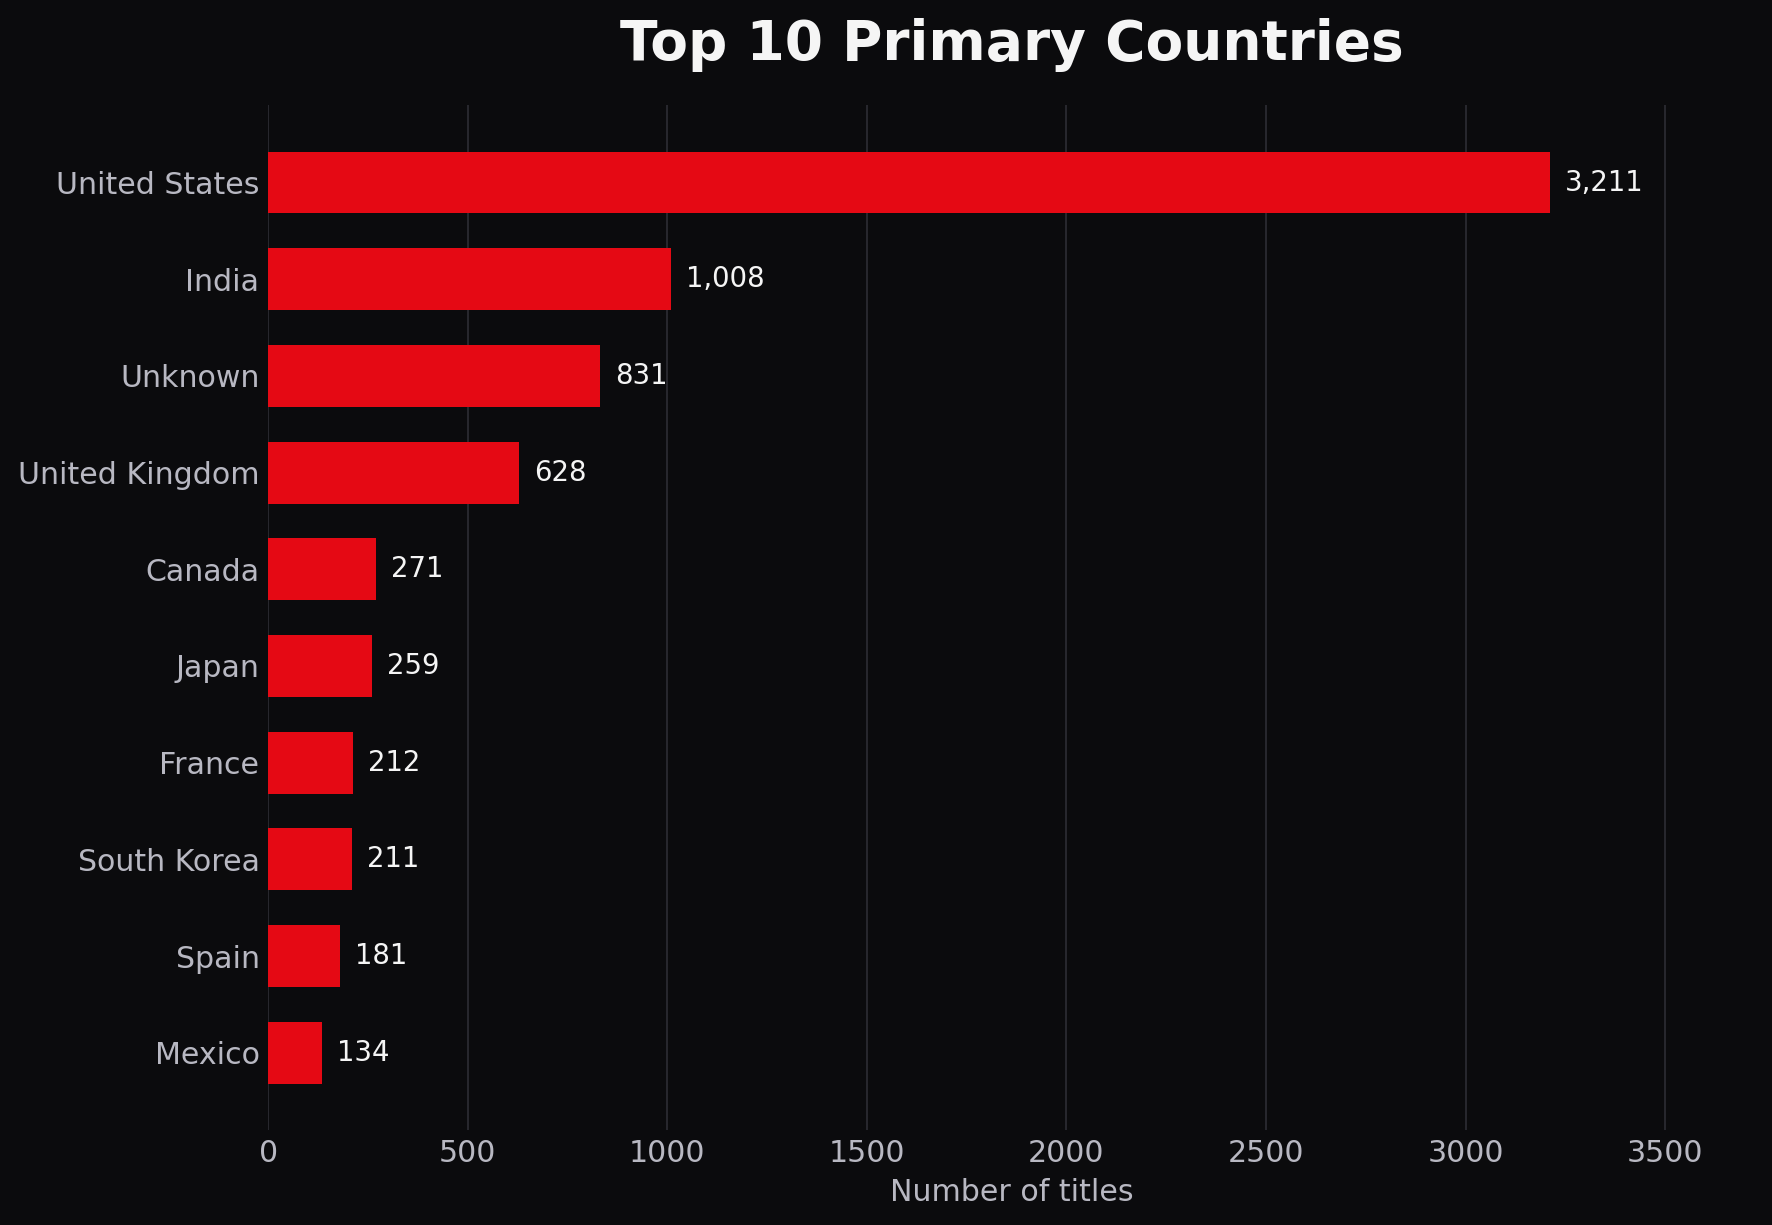 Top 10 Primary Countries
United States 3,211
India 1,008
Unknown 831
United Kingdom 628
Canada 271
Japan 259
France 212
South Korea 211
Spain 181
Mexico 134
0 500 1000 1500 2000 2500 3000 3500
Number of titles